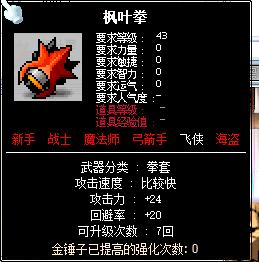 枫叶拳
要求等级： 43
要求力量： 0
要求敏捷： 0
要求智力： 0
要求运气： 0
要求人气度： -
道具等级： -
道具经验值： -
新手 战士 魔法师 弓箭手 飞侠 海盗
武器分类 ： 拳套
攻击速度 ： 比较快
攻击力 ： +24
回避率 ： +20
可升级次数 ： 7回
金锤子已提高的强化次数: 0